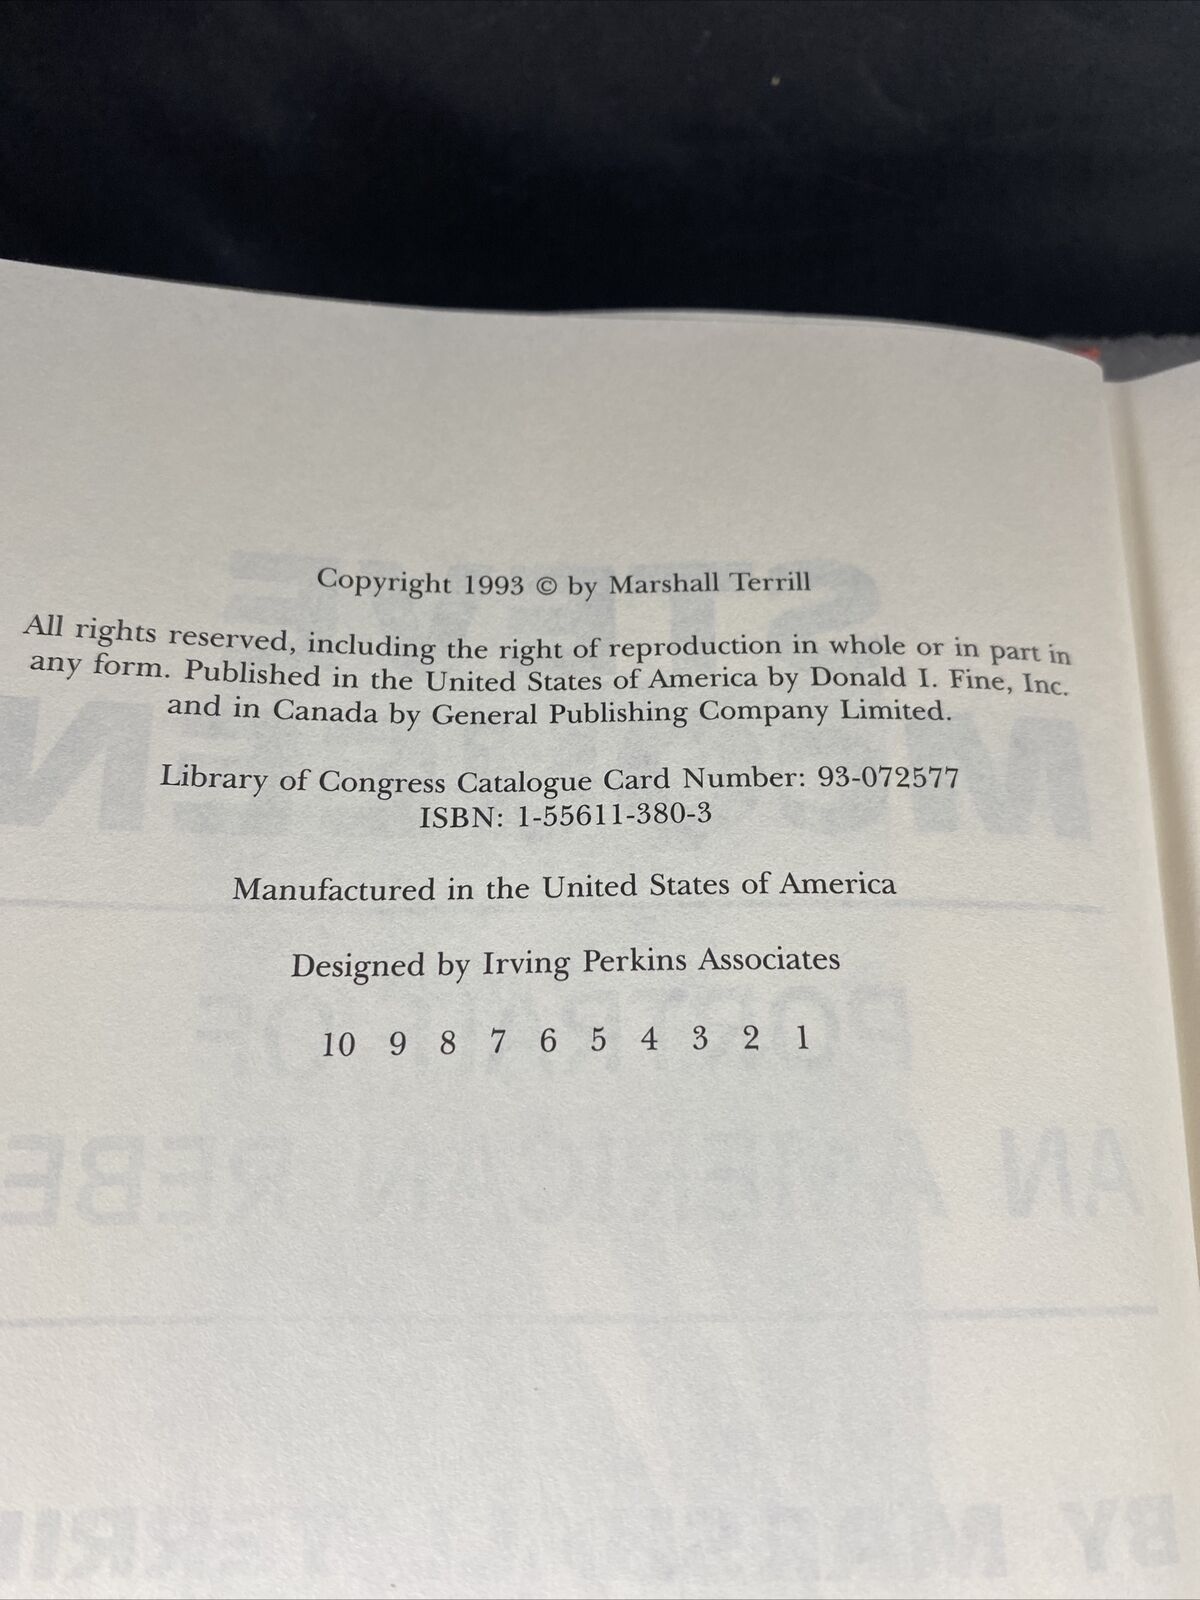 Copyright 1993 © by Marshall Terrill
All rights reserved, including the right of reproduction in whole or in part in
any form. Published in the United States of America by Donald I. Fine, Inc.
and in Canada by General Publishing Company Limited.
Library of Congress Catalogue Card Number: 93-072577
ISBN: 1-55611-380-3
Manufactured in the United States of America
Designed by Irving Perkins Associates
10 9 8 7 6 5 4 3 2 1